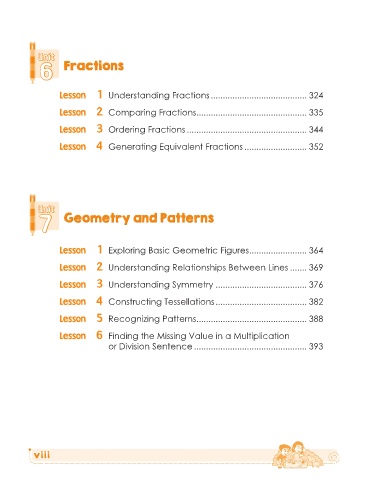 Unit
6 Fractions
Lesson 1 Understanding Fractions ........................................ 324
Lesson 2 Comparing Fractions.............................................. 335
Lesson 3 Ordering Fractions .................................................. 344
Lesson 4 Generating Equivalent Fractions .......................... 352
Unit
7 Geometry and Patterns
Lesson 1 Exploring Basic Geometric Figures........................ 364
Lesson 2 Understanding Relationships Between Lines ....... 369
Lesson 3 Understanding Symmetry ...................................... 376
Lesson 4 Constructing Tessellations ...................................... 382
Lesson 5 Recognizing Patterns.............................................. 388
Lesson 6 Finding the Missing Value in a Multiplication
or Division Sentence ............................................... 393
viii